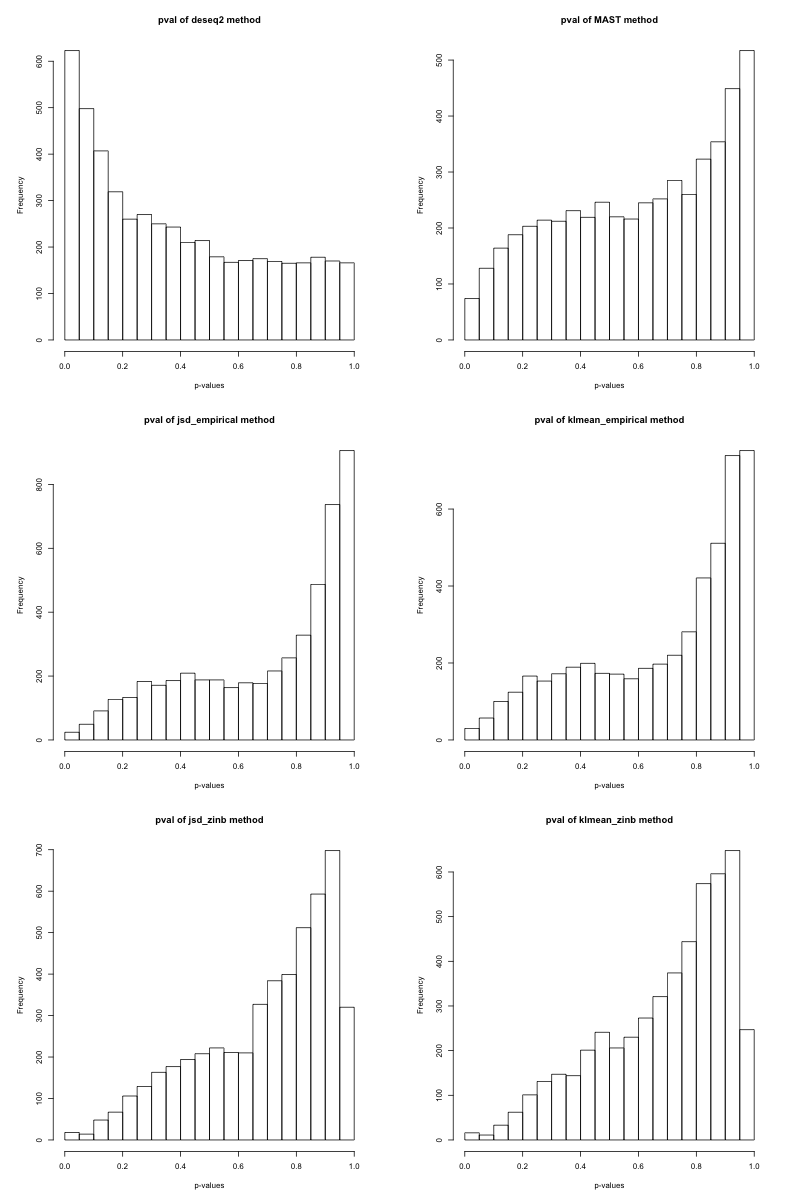 pval of deseq2 method
Frequency
0 100 200 300 400 500 600
0.0 0.2 0.4 0.6 0.8 1.0
p-values
pval of MAST method
Frequency
0 100 200 300 400 500
0.0 0.2 0.4 0.6 0.8 1.0
p-values
pval of jsd_empirical method
Frequency
0 200 400 600 800
0.0 0.2 0.4 0.6 0.8 1.0
p-values
pval of klmean_empirical method
Frequency
0 200 400 600
0.0 0.2 0.4 0.6 0.8 1.0
p-values
pval of jsd_zinb method
Frequency
0 100 200 300 400 500 600 700
0.0 0.2 0.4 0.6 0.8 1.0
p-values
pval of klmean_zinb method
Frequency
0 100 200 300 400 500 600
0.0 0.2 0.4 0.6 0.8 1.0
p-values